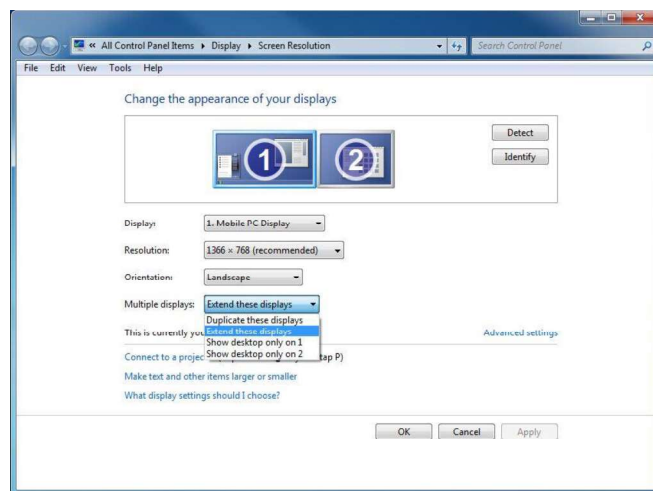 « All Control Panel Items ▸ Display ▸ Screen Resolution
Search Control Panel
File Edit View Tools Help
Change the appearance of your displays
1
2
Detect
Identify
Display: 1. Mobile PC Display
Resolution: 1366 × 768 (recommended)
Orientation: Landscape
Multiple displays: Extend these displays
Duplicate these displays
Extend these displays
Show desktop only on 1
Show desktop only on 2
This is currently you
Advanced settings
Connect to a projec tap P)
Make text and other items larger or smaller
What display settings should I choose?
OK Cancel Apply